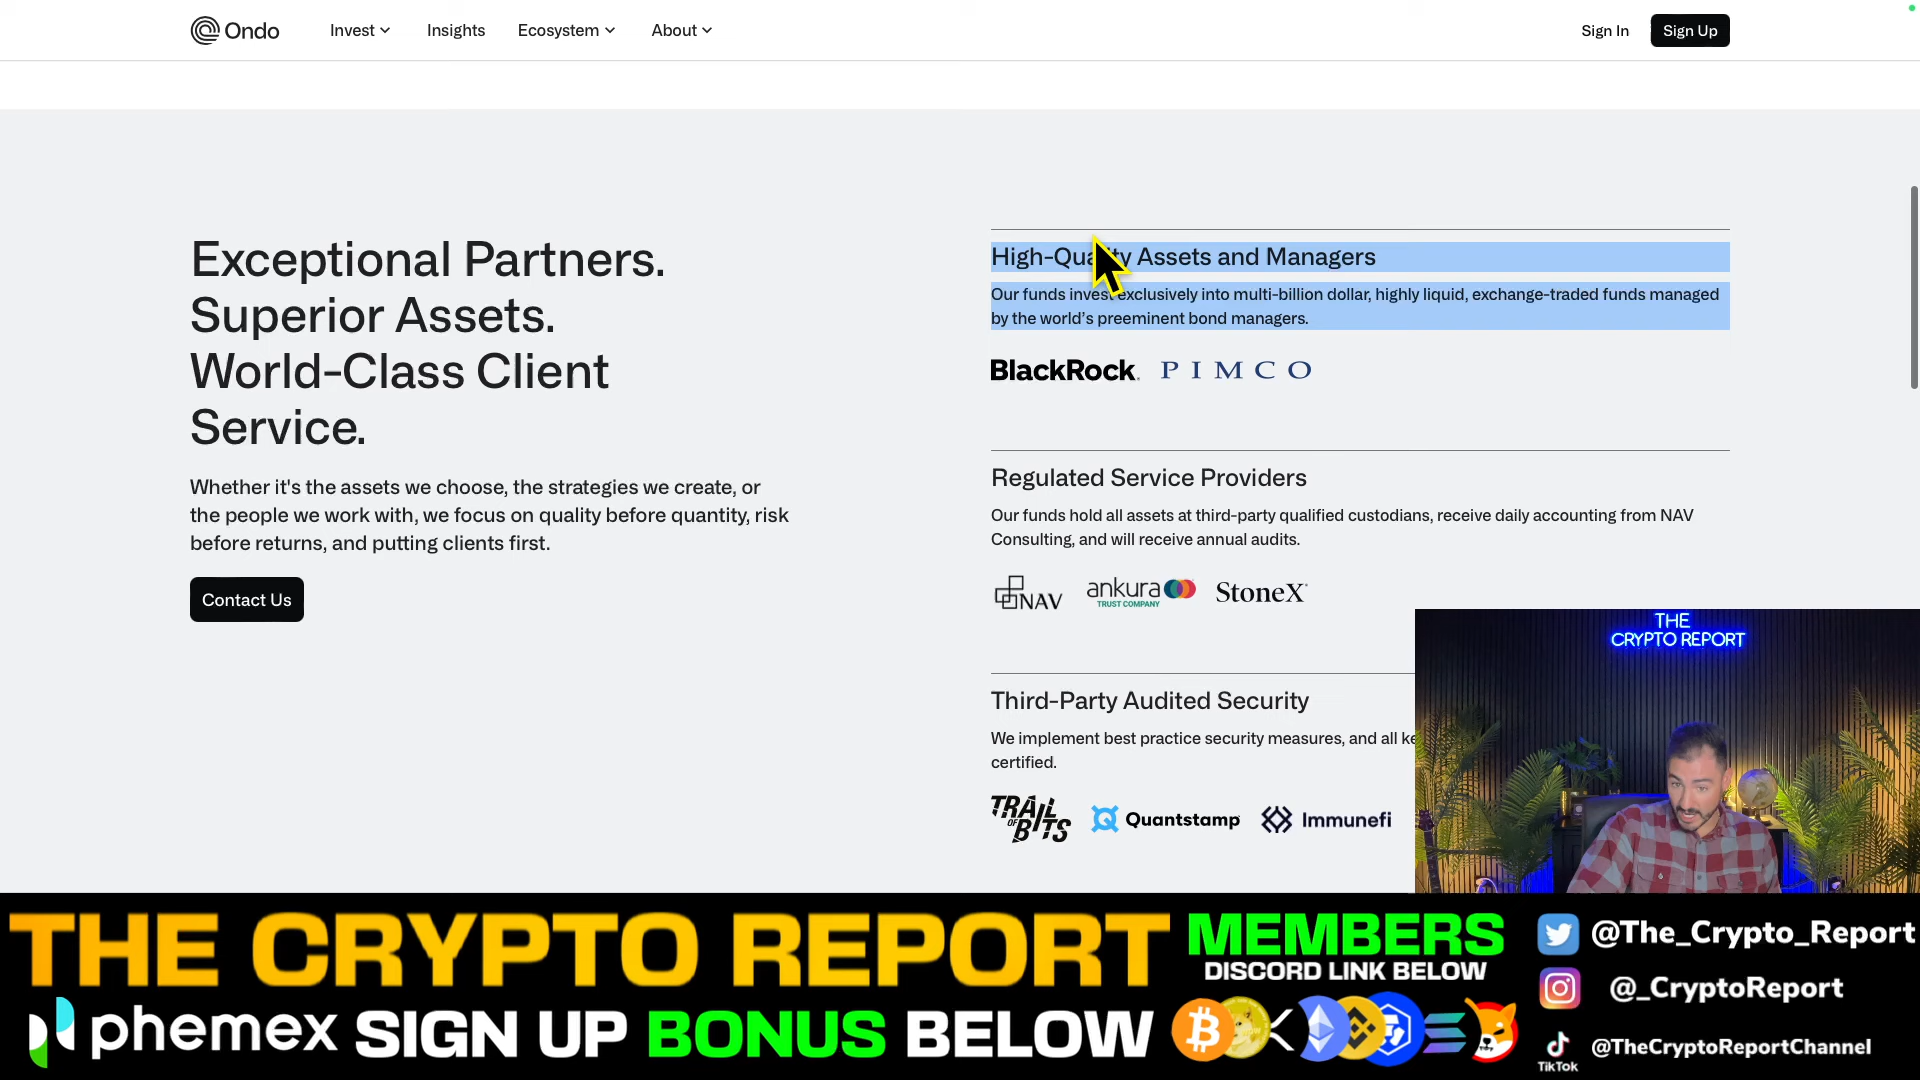 Ondo
Invest
Insights
Ecosystem
About
Sign In
Sign Up
Exceptional Partners.
Superior Assets.
World-Class Client
Service.
Whether it's the assets we choose, the strategies we create, or
the people we work with, we focus on quality before quantity, risk
before returns, and putting clients first.
Contact Us
High-Quality Assets and Managers
Our funds invest exclusively into multi-billion dollar, highly liquid, exchange-traded funds managed
by the world's preeminent bond managers.
BlackRock.
PIMCO
Regulated Service Providers
Our funds hold all assets at third-party qualified custodians, receive daily accounting from NAV
Consulting, and will receive annual audits.
NAV
ankura
TRUST COMPANY
StoneX
Third-Party Audited Security
We implement best practice security measures, and all
certified.
TRAIL
OF
BITS
Quantstamp
Immunefi
THE
CRYPTO REPORT
THE CRYPTO REPORT
MEMBERS
DISCORD LINK BELOW
phemex SIGN UP BONUS BELOW
@The_Crypto_Report
@_CryptoReport
TikTok
@TheCryptoReportChannel